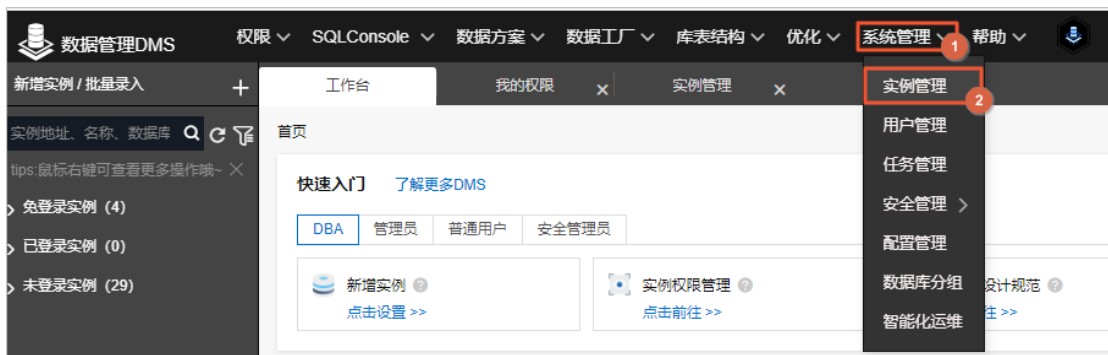 数据管理DMS 权限 SQLConsole 数据方案 数据工厂 库表结构 优化 系统管理 1 帮助
新增实例 / 批量录入 + 工作台 我的权限 × 实例管理 × 实例管理 2
实例地址、名称、数据库 首页 用户管理
tips:鼠标右键可查看更多操作哦~ × 任务管理
快速入门 了解更多DMS
免登录实例 (4) 安全管理 >
DBA 管理员 普通用户 安全管理员
已登录实例 (0) 配置管理
未登录实例 (29) 新增实例 实例权限管理 数据库分组 设计规范
点击设置 >> 点击前往 >> 往 >>
智能化运维